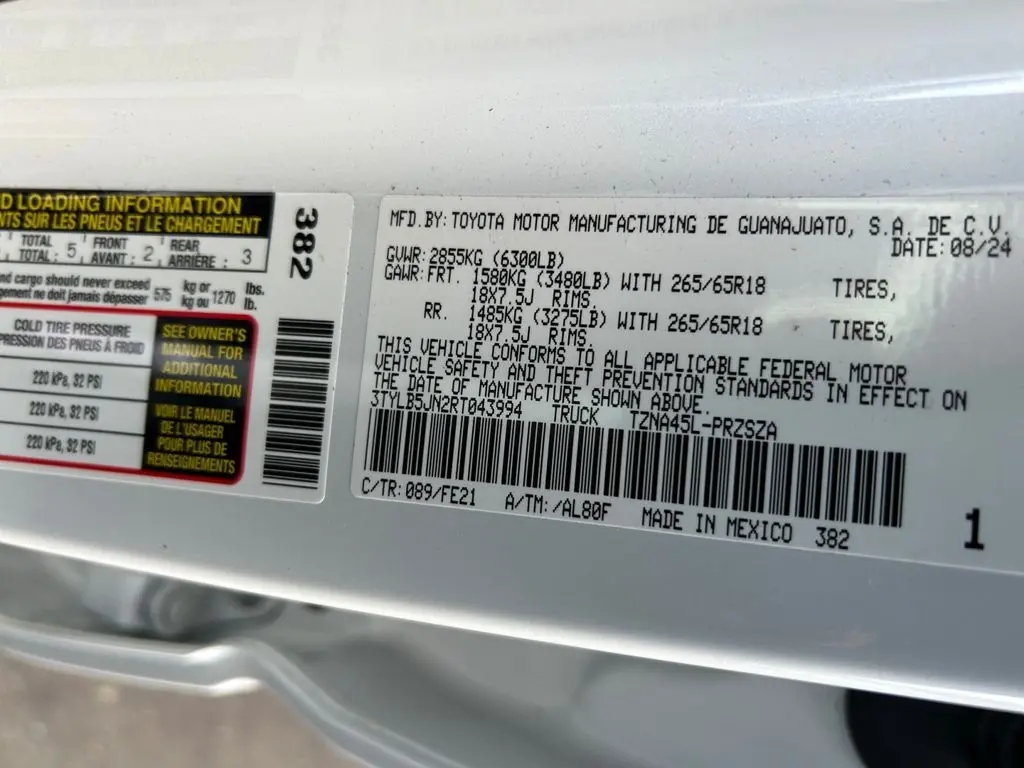 D LOADING INFORMATION
NTS SUR LES PNEUS ET LE CHARGEMENT
TOTAL 5 FRONT 2 REAR 3
TOTAL : AVANT : ARRIÈRE :
nd cargo should never exceed 575 kg or 1270 lbs.
gement ne doit jamais dépasser kg ou lb.
COLD TIRE PRESSURE
PRESSION DES PNEUS À FROID
220 kPa, 32 PSI
220 kPa, 32 PSI
220 kPa, 32 PSI
SEE OWNER'S
MANUAL FOR
ADDITIONAL
INFORMATION
VOIR LE MANUEL
DE L'USAGER
POUR PLUS DE
RENSEIGNEMENTS
382
MFD.BY:TOYOTA MOTOR MANUFACTURING DE GUANAJUATO, S.A. DE C.V.
DATE:08/24
GVWR:2855KG (6300LB)
GAWR:FRT. 1580KG (3480LB) WITH 265/65R18 TIRES,
18X7.5J RIMS.
RR. 1485KG (3275LB) WITH 265/65R18 TIRES,
18X7.5J RIMS.
THIS VEHICLE CONFORMS TO ALL APPLICABLE FEDERAL MOTOR
VEHICLE SAFETY AND THEFT PREVENTION STANDARDS IN EFFECT ON
THE DATE OF MANUFACTURE SHOWN ABOVE.
3TYLB5JN2RT043994 TRUCK TZNA45L-PRZSZA
C/TR:089/FE21 A/TM:/AL80F MADE IN MEXICO 382
1